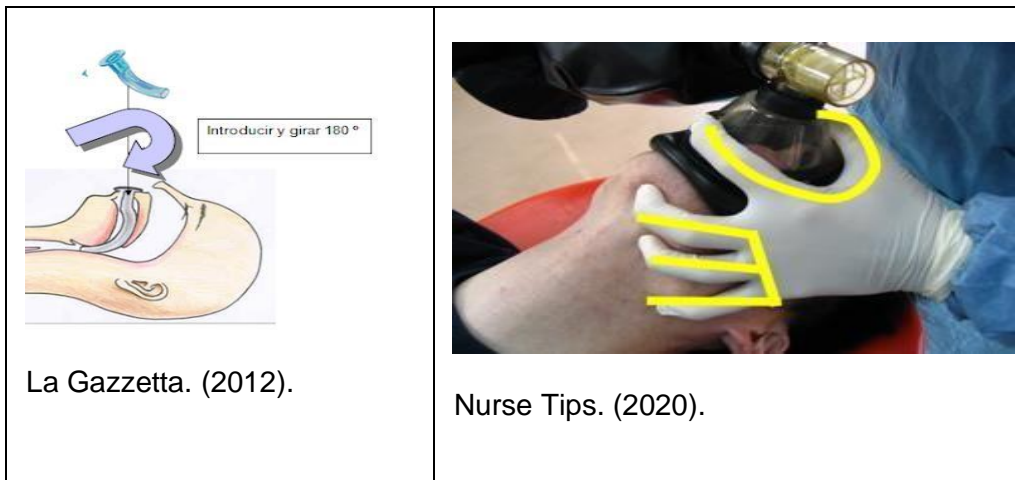 Introducir y girar 180 º
La Gazzetta. (2012).
Nurse Tips. (2020).